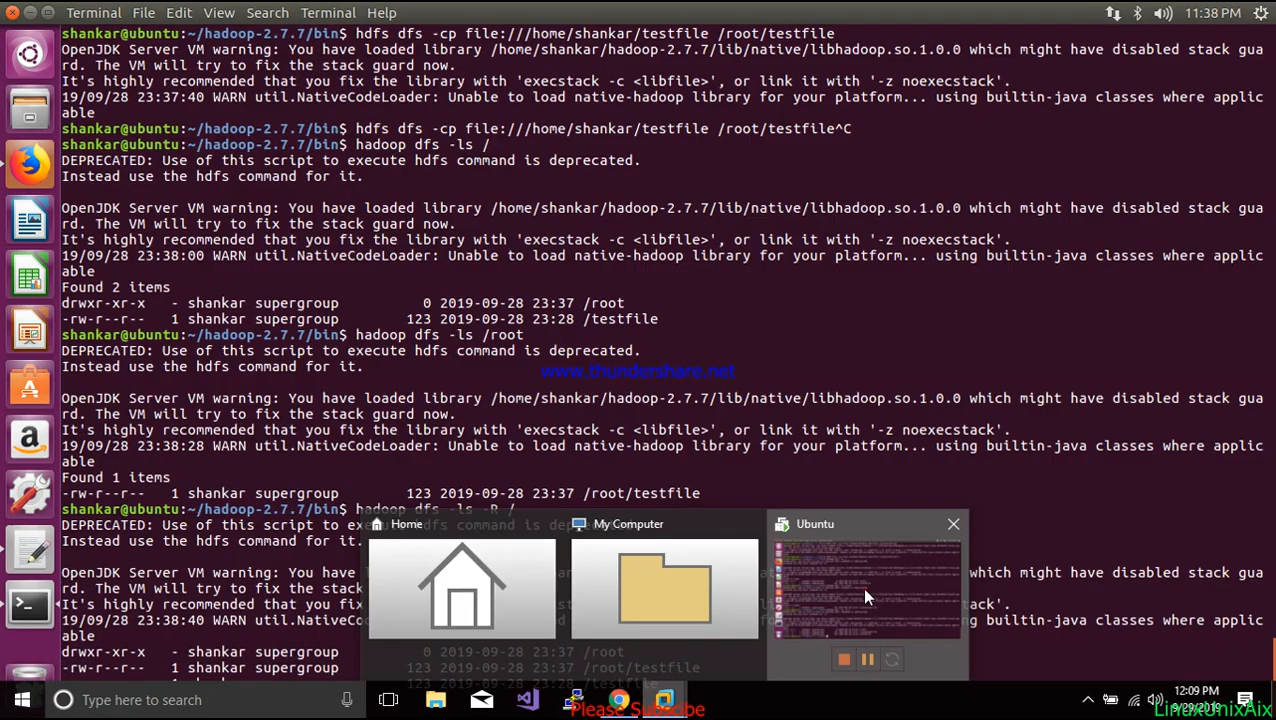 Terminal File Edit View Search Terminal Help 11:38 PM
shankar@ubuntu:~/hadoop-2.7.7/bin$ hdfs dfs -cp file:///home/shankar/testfile /root/testfile
OpenJDK Server VM warning: You have loaded library /home/shankar/hadoop-2.7.7/lib/native/libhadoop.so.1.0.0 which might have disabled stack gua
rd. The VM will try to fix the stack guard now.
It's highly recommended that you fix the library with 'execstack -c <libfile>', or link it with '-z noexecstack'.
19/09/28 23:37:40 WARN util.NativeCodeLoader: Unable to load native-hadoop library for your platform... using builtin-java classes where applic
able
shankar@ubuntu:~/hadoop-2.7.7/bin$ hdfs dfs -cp file:///home/shankar/testfile /root/testfile^C
shankar@ubuntu:~/hadoop-2.7.7/bin$ hadoop dfs -ls /
DEPRECATED: Use of this script to execute hdfs command is deprecated.
Instead use the hdfs command for it.
OpenJDK Server VM warning: You have loaded library /home/shankar/hadoop-2.7.7/lib/native/libhadoop.so.1.0.0 which might have disabled stack gua
rd. The VM will try to fix the stack guard now.
It's highly recommended that you fix the library with 'execstack -c <libfile>', or link it with '-z noexecstack'.
19/09/28 23:38:00 WARN util.NativeCodeLoader: Unable to load native-hadoop library for your platform... using builtin-java classes where applic
able
Found 2 items
drwxr-xr-x - shankar supergroup 0 2019-09-28 23:37 /root
-rw-r--r-- 1 shankar supergroup 123 2019-09-28 23:28 /testfile
shankar@ubuntu:~/hadoop-2.7.7/bin$ hadoop dfs -ls /root
DEPRECATED: Use of this script to execute hdfs command is deprecated.
Instead use the hdfs command for it.
www.thundershare.net
OpenJDK Server VM warning: You have loaded library /home/shankar/hadoop-2.7.7/lib/native/libhadoop.so.1.0.0 which might have disabled stack gua
rd. The VM will try to fix the stack guard now.
It's highly recommended that you fix the library with 'execstack -c <libfile>', or link it with '-z noexecstack'.
19/09/28 23:38:28 WARN util.NativeCodeLoader: Unable to load native-hadoop library for your platform... using builtin-java classes where applic
able
Found 1 items
-rw-r--r-- 1 shankar supergroup 123 2019-09-28 23:37 /root/testfile
shankar@ubuntu:~/hadoop-2.7.7/bin$ hadoop dfs -ls -R /
DEPRECATED: Use of this script to ex
Home My Computer Ubuntu
Instead use the hdfs command for it.
OpenJDK Server VM warning: You have which might have disabled stack gua
rd. The VM will try to fix the stack
It's highly recommended that you fix stack'.
19/09/28 23:38: WARN util.NativeCod using builtin-java classes where applic
able
drwxr-xr-x - shankar supergroup 0 /root
-rw-r--r-- 1 shankar supergroup 123 /root/testfile
-rw-r--r-- 1 shankar supergroup 123 /testfile
Type here to search
12:09 PM
9/29/2019
Please Subscibe
LinuxUnixAix